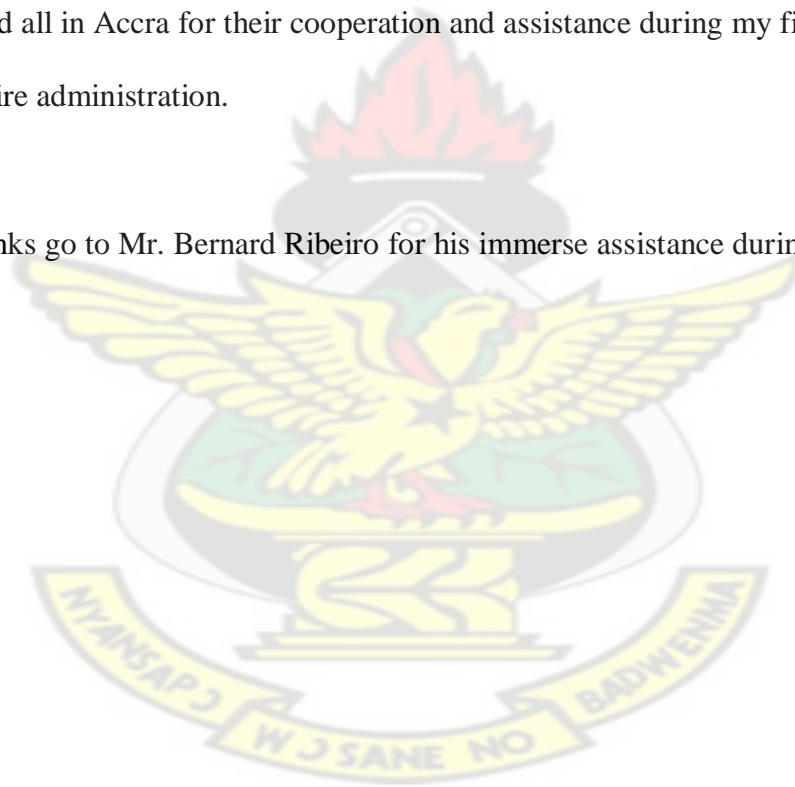 d all in Accra for their cooperation and assistance during my fi
ire administration.
nks go to Mr. Bernard Ribeiro for his immerse assistance durin
NYANSAPƆ
WƆSANE NO
BADWENMA